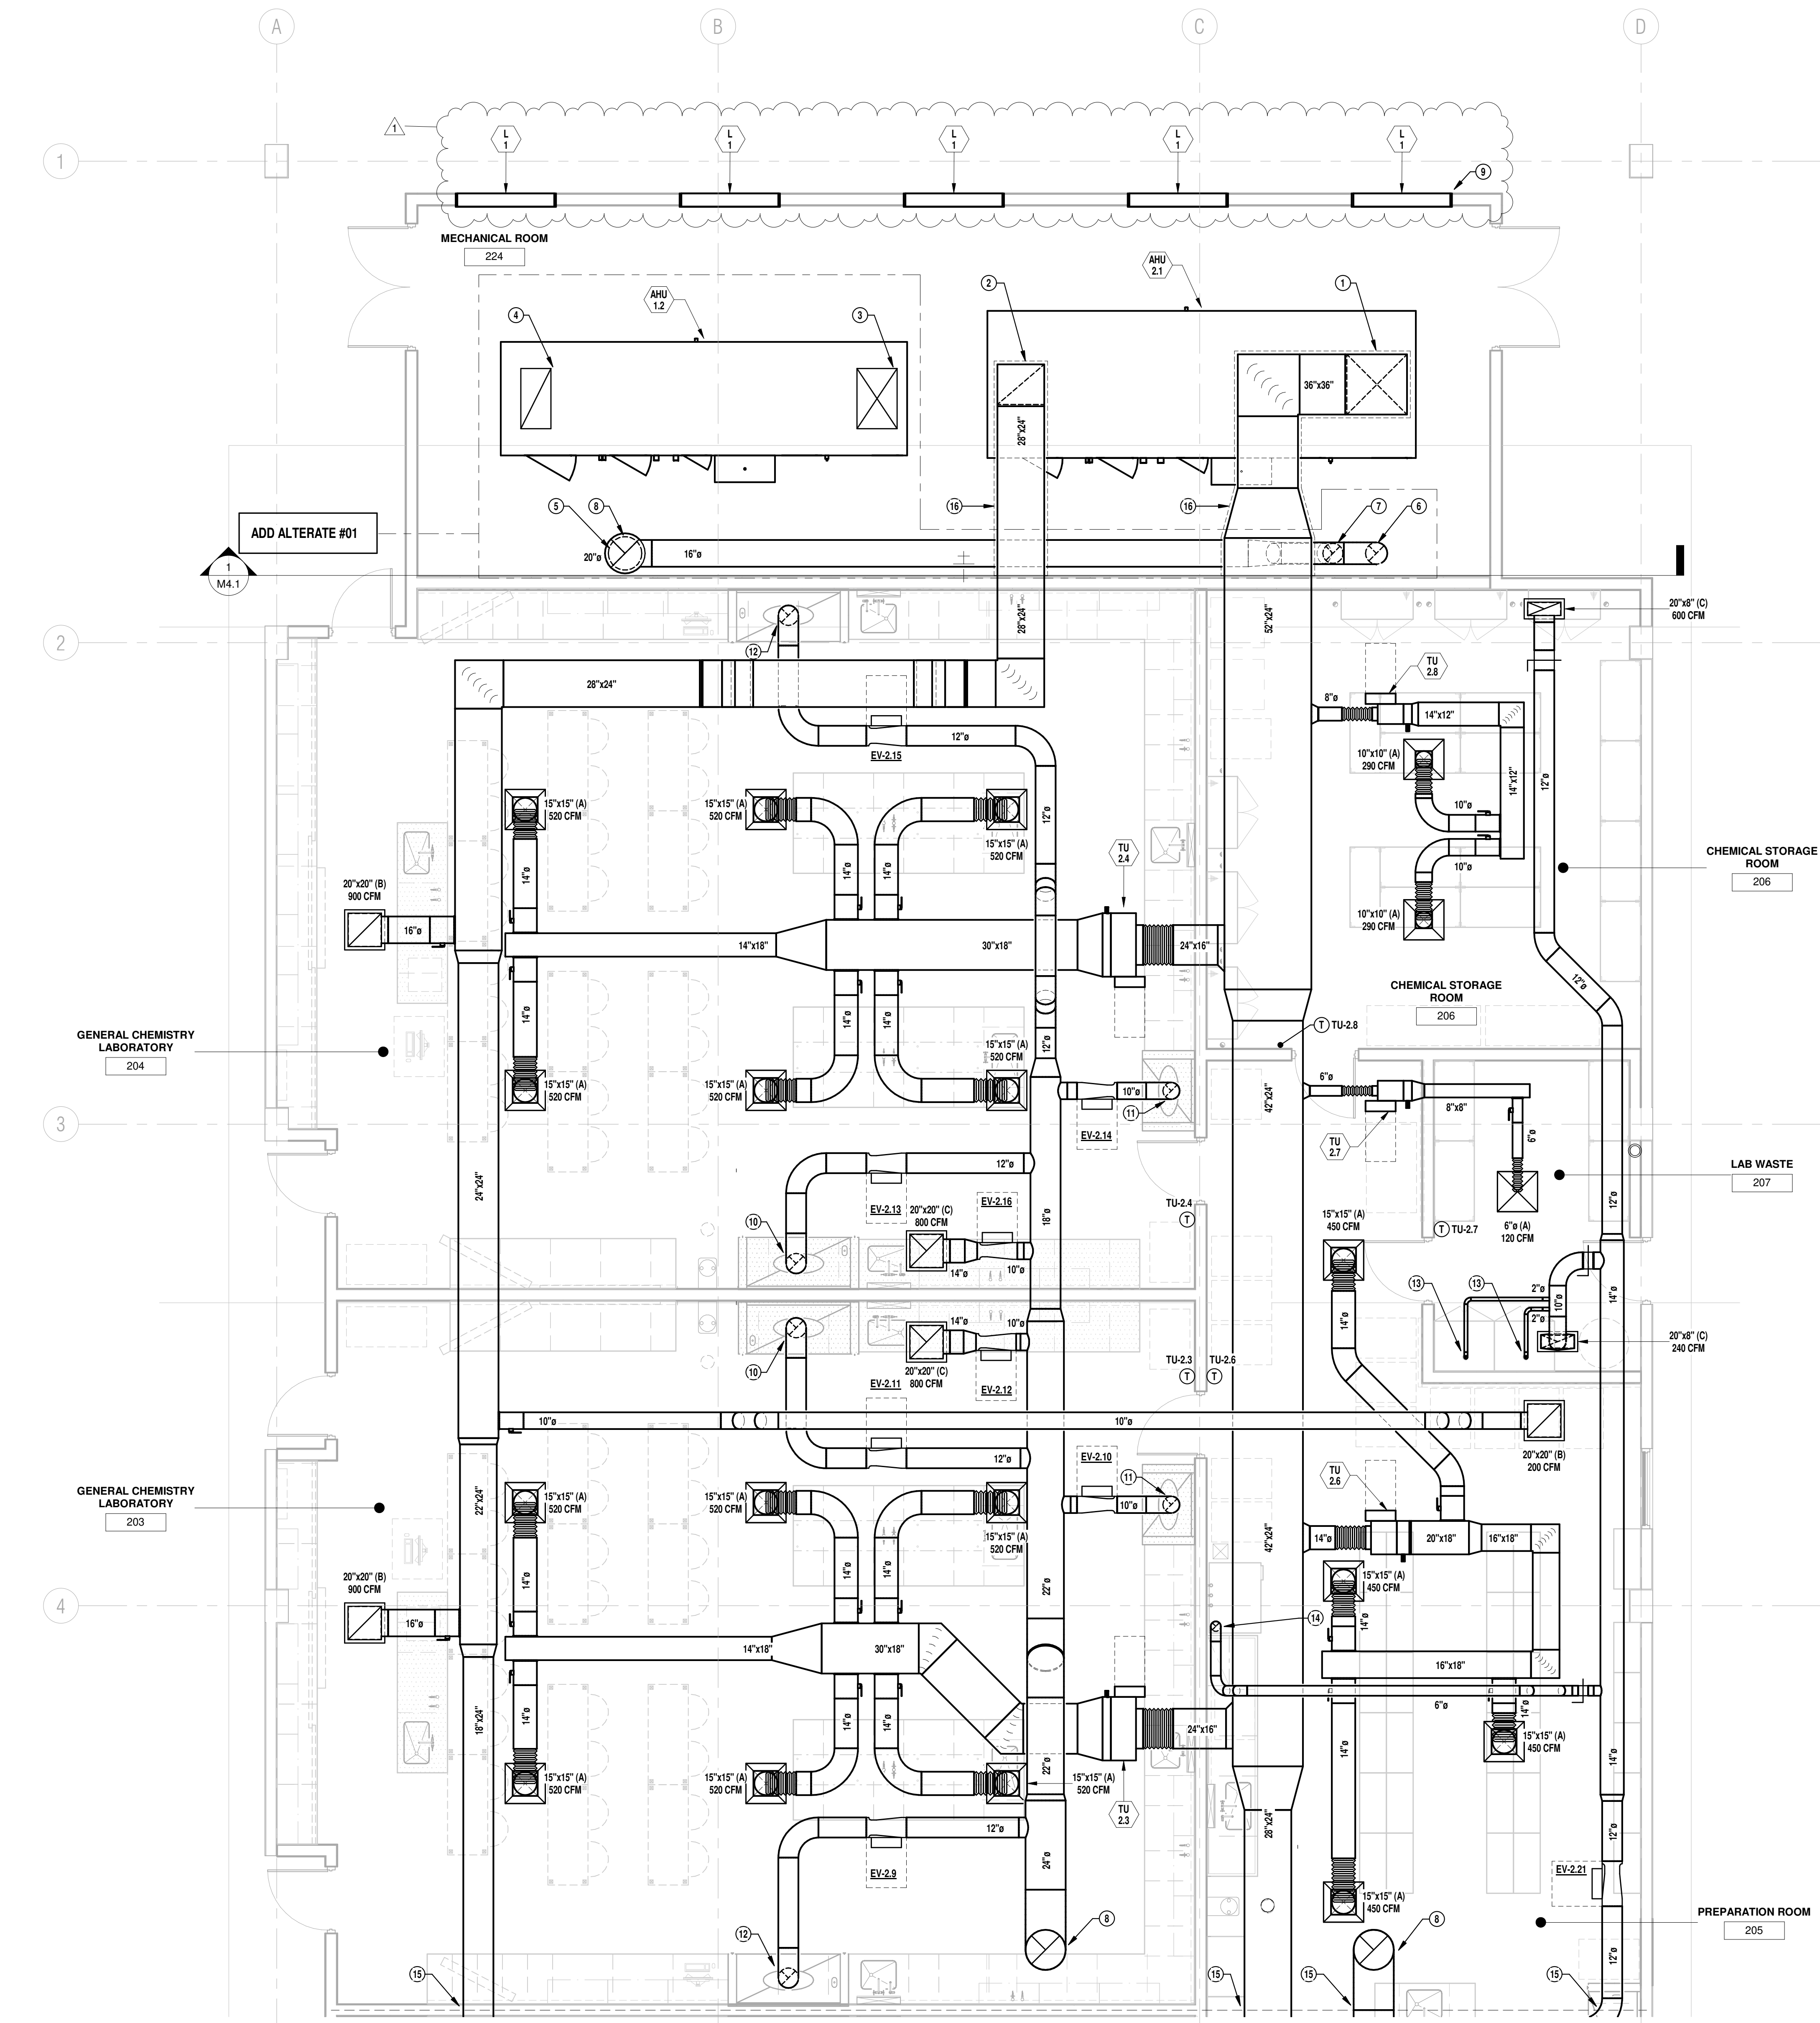 A
B
C
D
1
L
1
L
1
L
1
L
1
L
1
1
9
MECHANICAL ROOM
224
AHU
2.1
2
1
AHU
1.2
4
3
36"x36"
28"x24"
5
8
16
16
7
6
ADD ALTERATE #01
20"ø
16"ø
1
M4.1
28"x24"
52"x24"
20"x8" (C)
600 CFM
2
12
TU
2.8
28"x24"
8"ø
14"x12"
12"ø
EV-2.15
10"x10" (A)
290 CFM
14"x12"
12"ø
15"x15" (A)
520 CFM
15"x15" (A)
520 CFM
12"ø
10"ø
15"x15" (A)
520 CFM
TU
2.4
CHEMICAL STORAGE
ROOM
206
14"ø
14"ø
14"ø
10"ø
20"x20" (B)
900 CFM
10"x10" (A)
290 CFM
16"ø
14"x18"
30"x18"
24"x16"
12"ø
CHEMICAL STORAGE
ROOM
206
14"ø
14"ø
14"ø
T TU-2.8
GENERAL CHEMISTRY
LABORATORY
204
12"ø
15"x15" (A)
520 CFM
15"x15" (A)
520 CFM
15"x15" (A)
520 CFM
6"ø
10"ø
42"x24"
8"x8"
11
3
EV-2.14
TU
2.7
6"ø
12"ø
LAB WASTE
207
24"x24"
EV-2.13
EV-2.16
TU-2.4
T
12"ø
10
20"x20" (C)
800 CFM
18"ø
15"x15" (A)
450 CFM
T TU-2.7
6"ø (A)
120 CFM
14"ø
10"ø
13
13
2"ø
10"ø
2"ø
14"ø
14"ø
14"ø
10"ø
20"x8" (C)
240 CFM
10
20"x20" (C)
800 CFM
TU-2.3
T
TU-2.6
T
EV-2.11
EV-2.12
10"ø
10"ø
20"x20" (B)
200 CFM
12"ø
EV-2.10
11
TU
2.6
GENERAL CHEMISTRY
LABORATORY
203
22"x24"
15"x15" (A)
520 CFM
15"x15" (A)
520 CFM
10"ø
15"x15" (A)
520 CFM
42"x24"
14"ø
20"x18"
16"x18"
20"x20" (B)
900 CFM
14"ø
14"ø
14"ø
22"ø
15"x15" (A)
450 CFM
4
16"ø
14
14"ø
14"x18"
30"x18"
16"x18"
6"ø
14"ø
18"x24"
14"ø
14"ø
14"ø
24"x16"
15"x15" (A)
450 CFM
14"ø
14"ø
22"ø
15"x15" (A)
520 CFM
15"x15" (A)
520 CFM
15"x15" (A)
520 CFM
TU
2.3
28"x24"
12"ø
12"ø
EV-2.9
24"ø
EV-2.21
15"x15" (A)
450 CFM
8
8
PREPARATION ROOM
205
12
12"ø
15
15
15
15